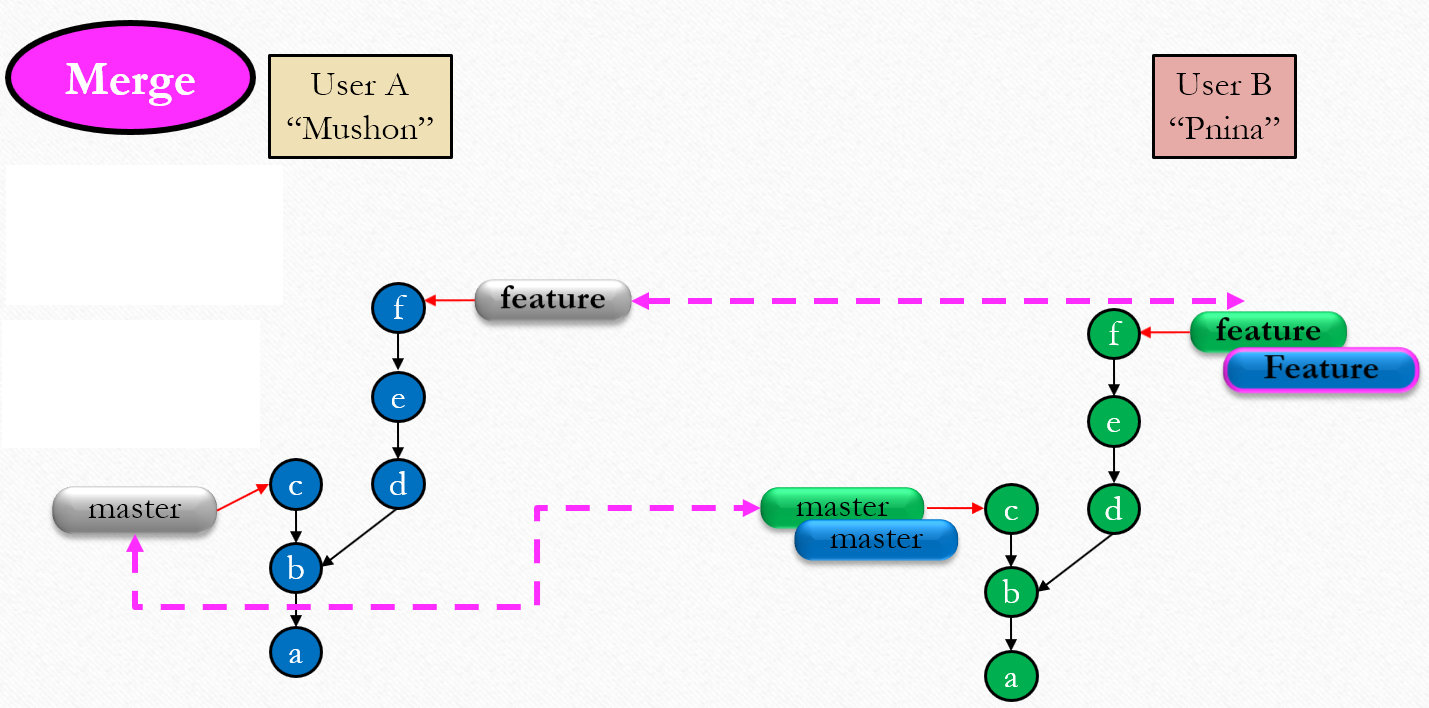 Merge
User A
“Mushon”
User B
“Pnina”
f
feature
f
feature
Feature
e
e
c
d
master
master
master
c
d
b
b
a
a